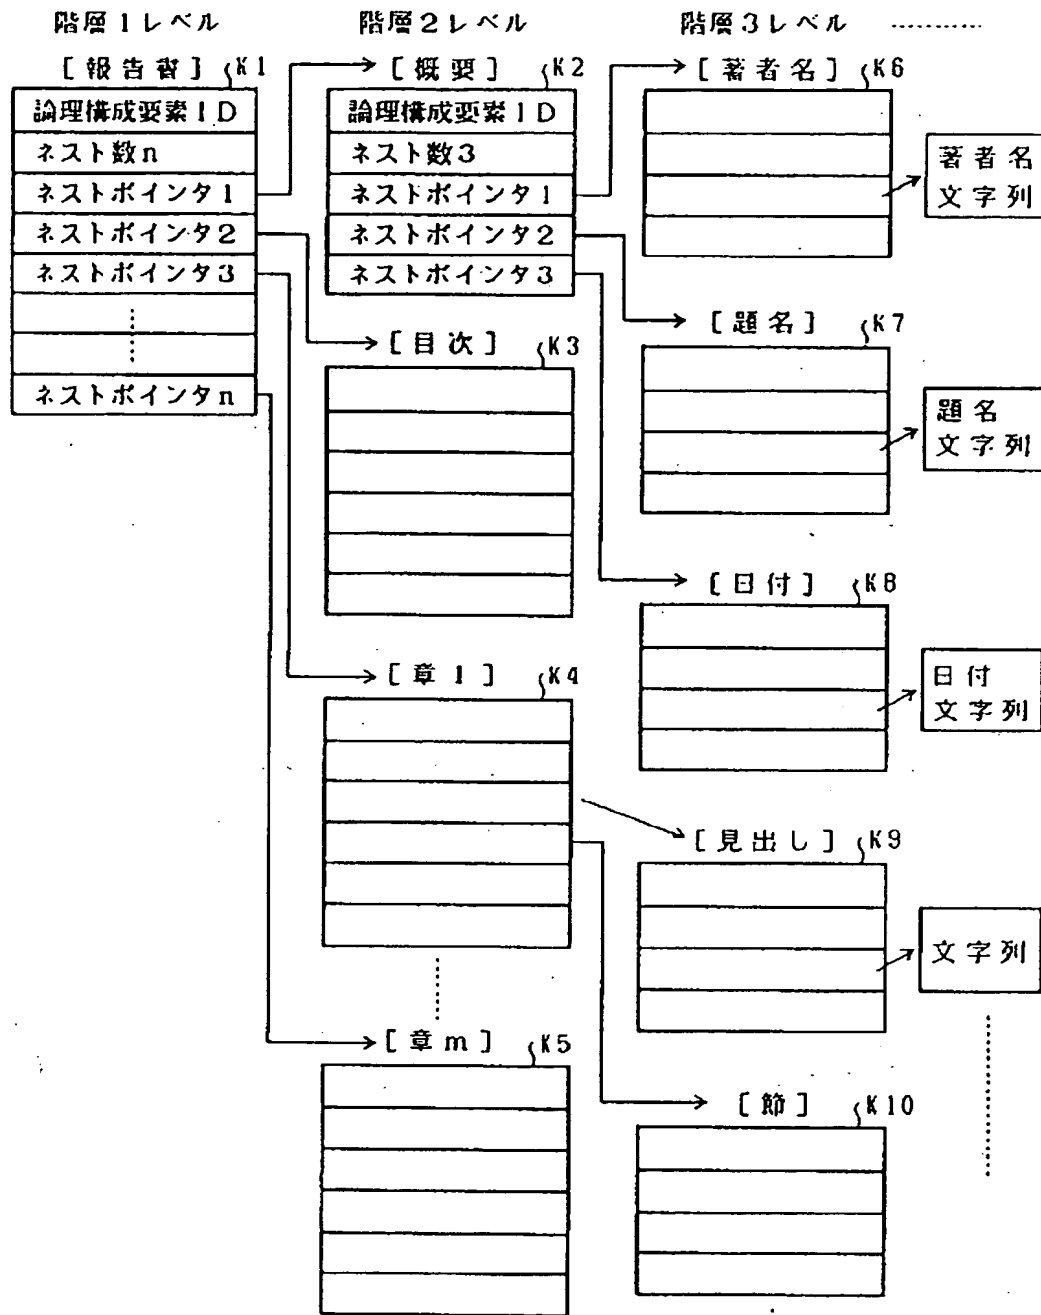 階層1レベル
[報告書] K1
論理構成要素ID
ネスト数n
ネストポインタ1
ネストポインタ2
ネストポインタ3
ネストポインタn
階層2レベル
[概要] K2
論理構成要素ID
ネスト数3
ネストポインタ1
ネストポインタ2
ネストポインタ3
[目次] K3
[章1] K4
[章m] K5
階層3レベル ………
[著者名] K6
著者名
文字列
[題名] K7
題名
文字列
[日付] K8
日付
文字列
[見出し] K9
文字列
[節] K10